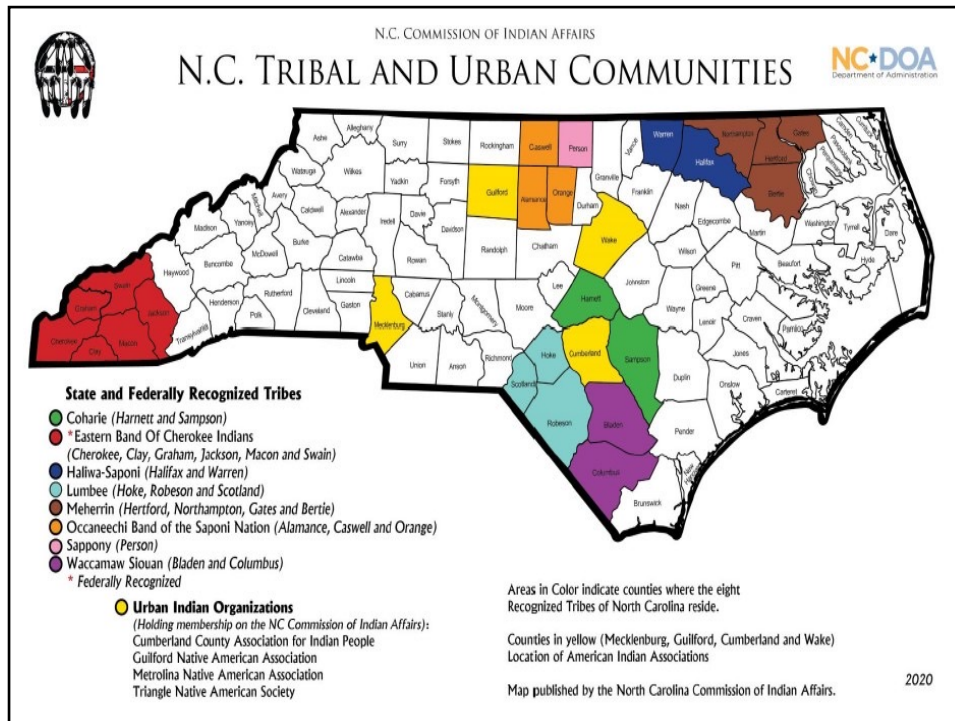 N.C. COMMISSION OF INDIAN AFFAIRS
N.C. TRIBAL AND URBAN COMMUNITIES
NC★DOA
Department of Administration
Ashe
Alleghany
Surry
Stokes
Rockingham
Caswell
Person
Vance
Warren
Northampton
Gates
Camden
Currituck
Pasquotank
Perquimans
Chowan
Hertford
Halifax
Bertie
Granville
Watauga
Wilkes
Yadkin
Forsyth
Guilford
Alamance
Orange
Durham
Franklin
Nash
Edgecombe
Martin
Washington
Tyrrell
Dare
Mitchell
Avery
Caldwell
Alexander
Iredell
Davie
Davidson
Randolph
Chatham
Wake
Wilson
Pitt
Beaufort
Hyde
Madison
Yancey
Burke
McDowell
Catawba
Rowan
Haywood
Buncombe
Swain
Graham
Jackson
Henderson
Rutherford
Polk
Cleveland
Lincoln
Gaston
Cabarrus
Stanly
Montgomery
Moore
Lee
Harnett
Johnston
Wayne
Greene
Lenoir
Craven
Pamlico
Cherokee
Clay
Macon
Mecklenburg
Union
Anson
Richmond
Hoke
Cumberland
Sampson
Duplin
Jones
Onslow
Carteret
Scotland
Robeson
Bladen
Pender
Columbus
Brunswick
State and Federally Recognized Tribes
Coharie (Harnett and Sampson)
*Eastern Band Of Cherokee Indians
(Cherokee, Clay, Graham, Jackson, Macon and Swain)
Haliwa-Saponi (Halifax and Warren)
Lumbee (Hoke, Robeson and Scotland)
Meherrin (Hertford, Northampton, Gates and Bertie)
Occaneechi Band of the Saponi Nation (Alamance, Caswell and Orange)
Sappony (Person)
Waccamaw Siouan (Bladen and Columbus)
* Federally Recognized
Urban Indian Organizations
(Holding membership on the NC Commission of Indian Affairs):
Cumberland County Association for Indian People
Guilford Native American Association
Metrolina Native American Association
Triangle Native American Society
Areas in Color indicate counties where the eight
Recognized Tribes of North Carolina reside.
Counties in yellow (Mecklenburg, Guilford, Cumberland and Wake)
Location of American Indian Associations
Map published by the North Carolina Commission of Indian Affairs.
2020